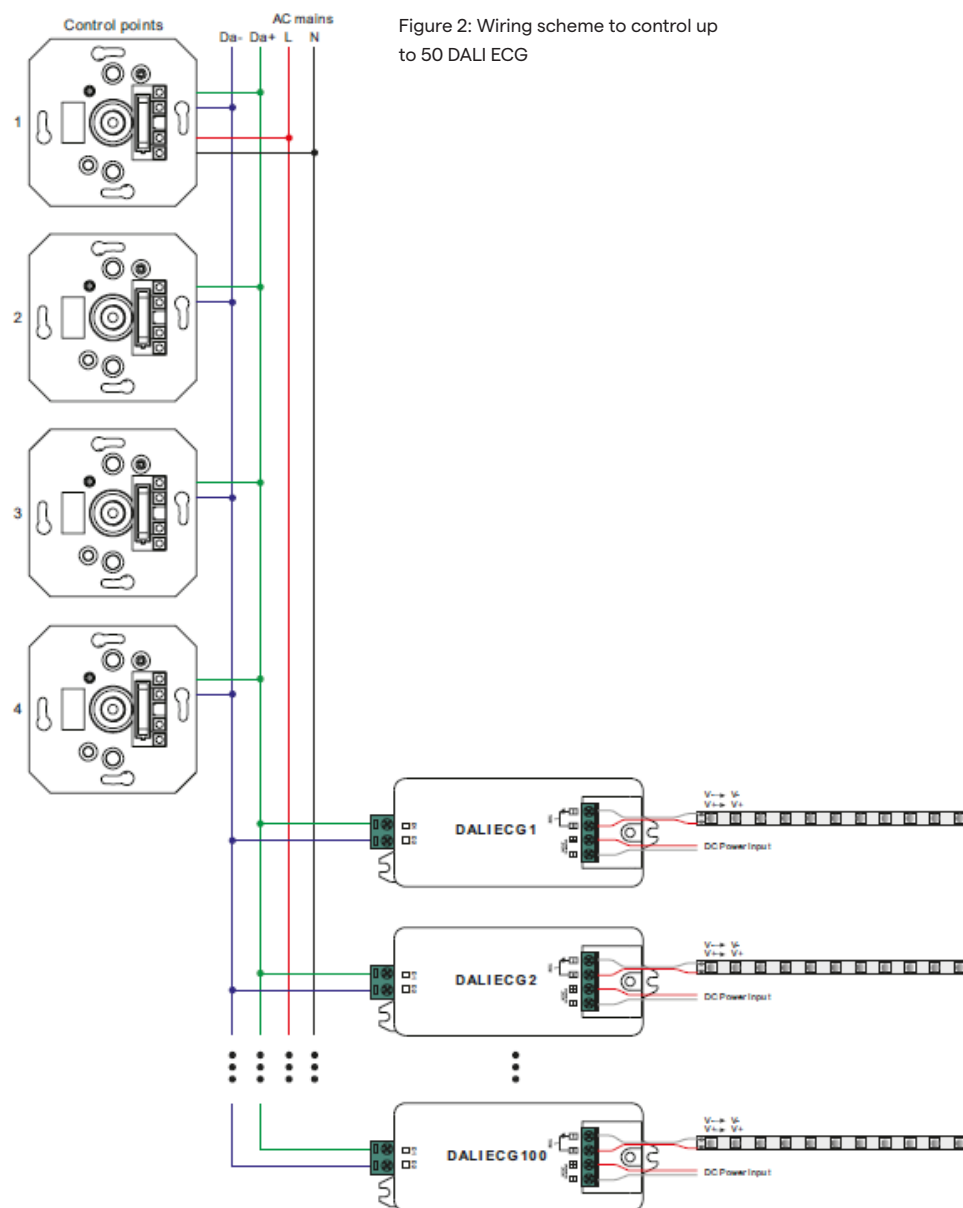 Control points
AC mains
Da- Da+ L N
Figure 2: Wiring scheme to control up
to 50 DALI ECG
1
2
3
4
DALIECG1
V- V-
V+ V+
DC Power Input
DALIECG2
V- V-
V+ V+
DC Power Input
DALIECG100
V- V-
V+ V+
DC Power Input